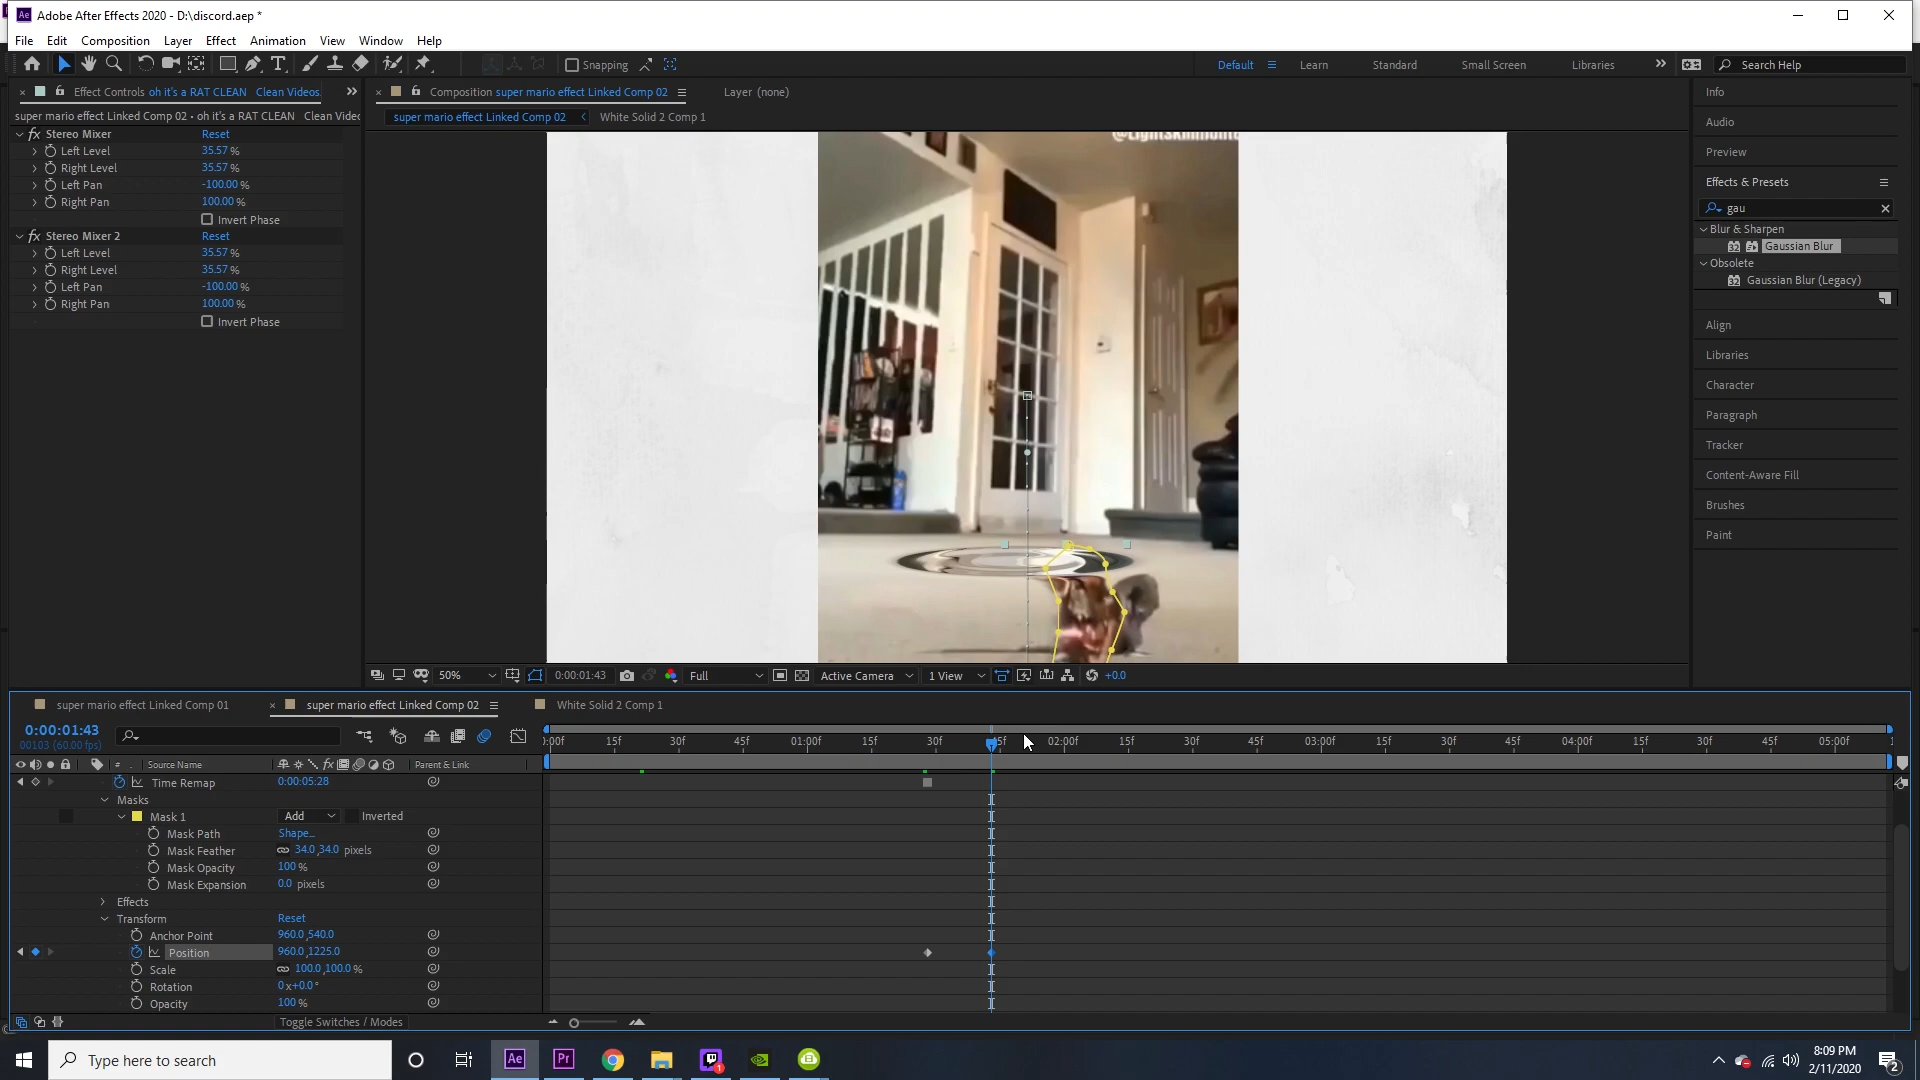 Adobe After Effects 2020 - D:\discord.aep *
File Edit Composition Layer Effect Animation View Window Help
Snapping Default Learn Standard Small Screen Libraries Search Help
Effect Controls oh it's a RAT CLEAN Clean Videos
super mario effect Linked Comp 02 • oh it's a RAT CLEAN Clean Vide
fx Stereo Mixer Reset
Left Level 35.57 %
Right Level 35.57 %
Left Pan -100.00 %
Right Pan 100.00 %
Invert Phase
fx Stereo Mixer 2 Reset
Left Level 35.57 %
Right Level 35.57 %
Left Pan -100.00 %
Right Pan 100.00 %
Invert Phase
Composition super mario effect Linked Comp 02 Layer (none)
super mario effect Linked Comp 02 White Solid 2 Comp 1
50% 0:00:01:43 Full Active Camera 1 View +0.0
Info
Audio
Preview
Effects & Presets
gau
Blur & Sharpen
Gaussian Blur
Obsolete
Gaussian Blur (Legacy)
Align
Libraries
Character
Paragraph
Tracker
Content-Aware Fill
Brushes
Paint
super mario effect Linked Comp 01 super mario effect Linked Comp 02 White Solid 2 Comp 1
0:00:01:43
00103 (60.00 fps)
:00f 15f 30f 45f 01:00f 15f 30f 5f 02:00f 15f 30f 45f 03:00f 15f 30f 45f 04:00f 15f 30f 45f 05:00f 1
# Source Name Parent & Link
Time Remap 0:00:05:28
Masks
Mask 1 Add Inverted
Mask Path Shape...
Mask Feather 34.0,34.0 pixels
Mask Opacity 100 %
Mask Expansion 0.0 pixels
Effects
Transform Reset
Anchor Point 960.0,540.0
Position 960.0,1225.0
Scale 100.0,100.0 %
Rotation 0x+0.0°
Opacity 100 %
Toggle Switches / Modes
Type here to search
Ae Pr 1
8:09 PM
2/11/2020
2